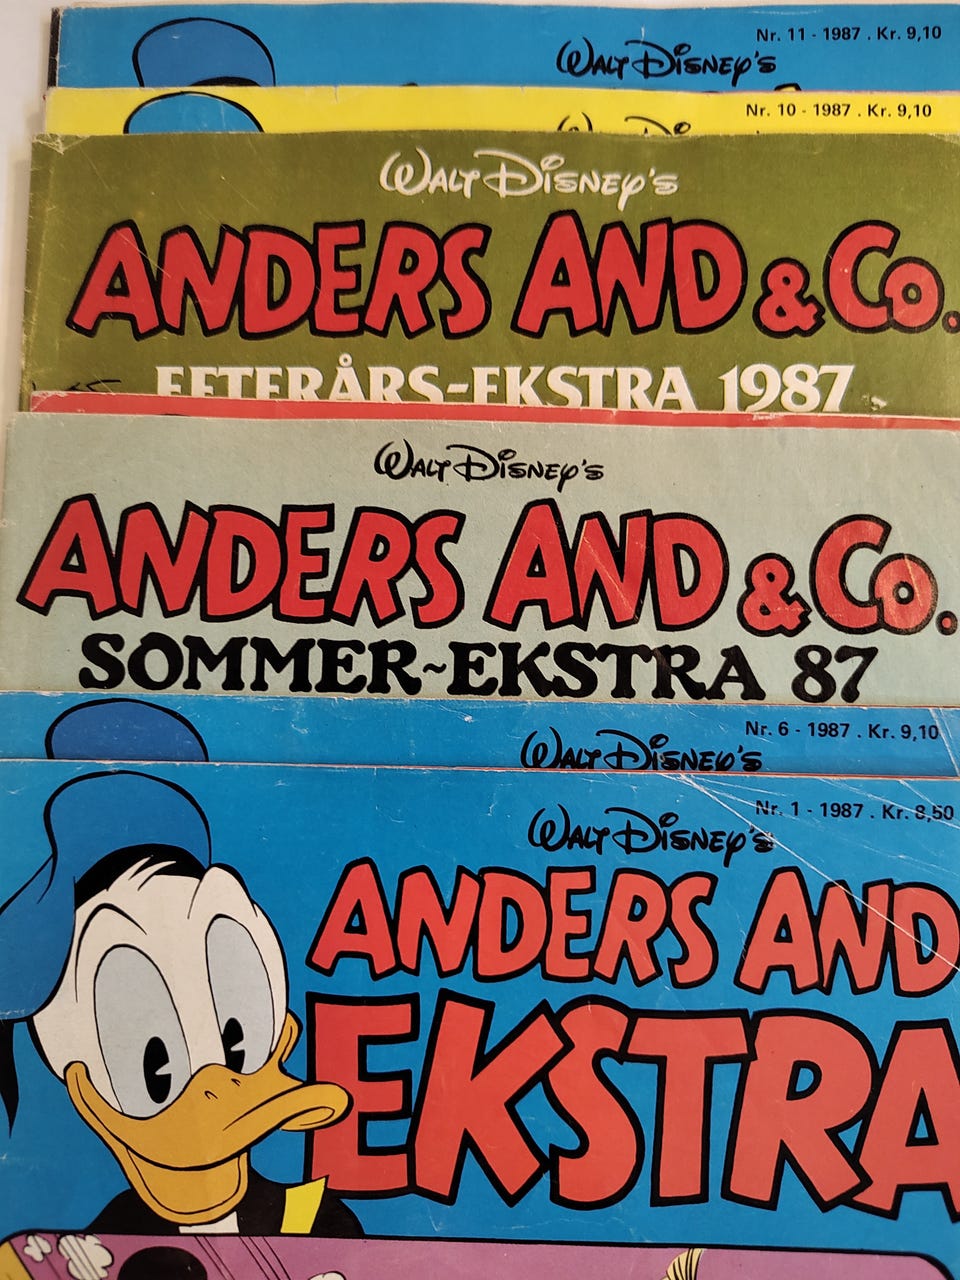 Nr. 11 - 1987 . Kr. 9,10
Walt Disney's
Nr. 10 - 1987 . Kr. 9,10
Walt Disney's
ANDERS AND & Co.
EFTERÅRS-EKSTRA 1987
Walt Disney's
ANDERS AND & Co.
SOMMER-EKSTRA 87
Nr. 6 - 1987 . Kr. 9,10
Walt Disney's
Nr. 1 - 1987 . Kr. 8,50
Walt Disney's
ANDERS AND
EKSTRA